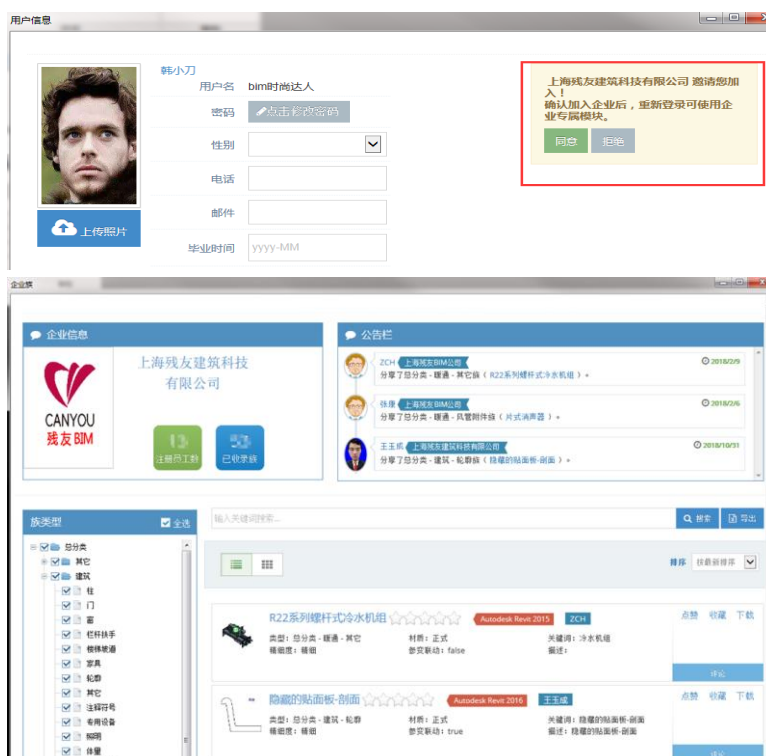 用户信息
韩小刀
用户名 bim时尚达人
密码 点击修改密码
性别
电话
邮件
毕业时间 yyyy-MM
上传照片
上海残友建筑科技有限公司 邀请您加
入！
确认加入企业后，重新登录可使用企
业专属模块。
同意 拒绝
企业族
企业信息
CANYOU
残友 BIM
上海残友建筑科技
有限公司
注册员工数 已收录族
公告栏
ZCH 上海残友BIM公司 2018/2/9
分享了总分类 - 暖通 - 其它族（ R22系列螺杆式冷水机组 ）。
上海残友BIM公司 2018/2/6
分享了总分类 - 暖通 - 风管附件族（ 片式消声器 ）。
王玉成 上海残友建筑科技有限公司 2018/10/31
分享了总分类 - 建筑 - 轮廓族（ 隐藏的贴面板-剖面 ）。
族类型 全选
总分类
其它
建筑
柱
门
窗
栏杆扶手
楼梯坡道
家具
轮廓
其它
注释符号
专用设备
照明
体量
输入关键词搜索... 搜索 导出
排序 按最新排序
R22系列螺杆式冷水机组 Autodesk Revit 2015 ZCH 点赞 收藏 下载
类型：总分类 - 暖通 - 其它 材质：正式 关键词：冷水机组
精细度：精细 参变联动：false 描述：
评论
隐藏的贴面板-剖面 Autodesk Revit 2016 王玉成 点赞 收藏 下载
类型：总分类 - 建筑 - 轮廓 材质：正式 关键词：隐藏的贴面板-剖面
精细度：精细 参变联动：true 描述：隐藏的贴面板-剖面
评论